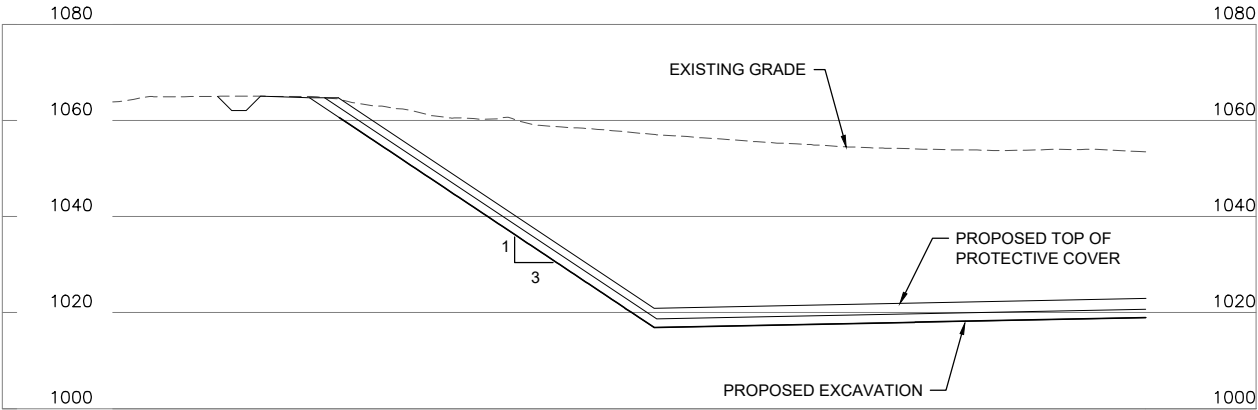 1080 1080
EXISTING GRADE
1060 1060
1040 1040
1
3
PROPOSED TOP OF
PROTECTIVE COVER
1020 1020
PROPOSED EXCAVATION
1000 1000